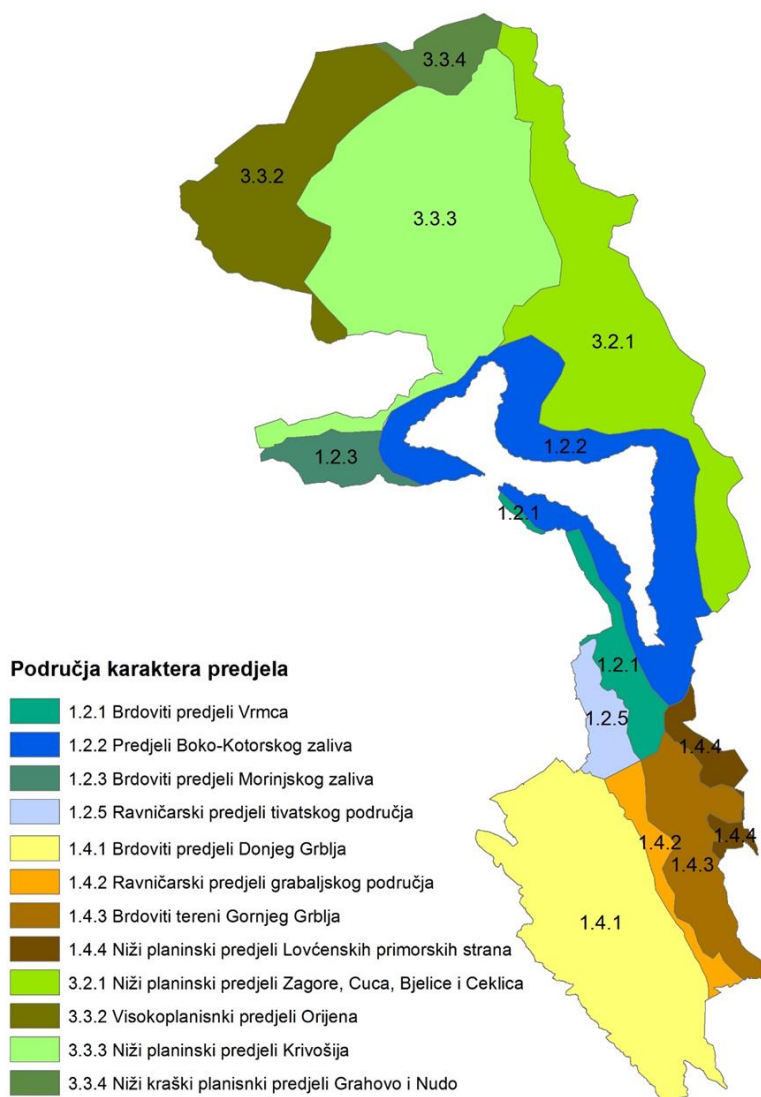 3.3.4
3.3.2
3.3.3
3.2.1
1.2.2
1.2.3
1.2.1
1.2.1
1.2.5
1.4.4
1.4.4
1.4.2
1.4.3
1.4.1
Područja karaktera predjela
1.2.1 Brdoviti predjeli Vrmca
1.2.2 Predjeli Boko-Kotorskog zaliva
1.2.3 Brdoviti predjeli Morinjskog zaliva
1.2.5 Ravničarski predjeli tivatskog područja
1.4.1 Brdoviti predjeli Donjeg Grblja
1.4.2 Ravničarski predjeli grabaljskog područja
1.4.3 Brdoviti tereni Gornjeg Grblja
1.4.4 Niži planinski predjeli Lovćenskih primorskih strana
3.2.1 Niži planinski predjeli Zagore, Cuca, Bjelice i Ceklica
3.3.2 Visokoplanisnki predjeli Orijena
3.3.3 Niži planinski predjeli Krivošija
3.3.4 Niži kraški planisnki predjeli Grahovo i Nudo